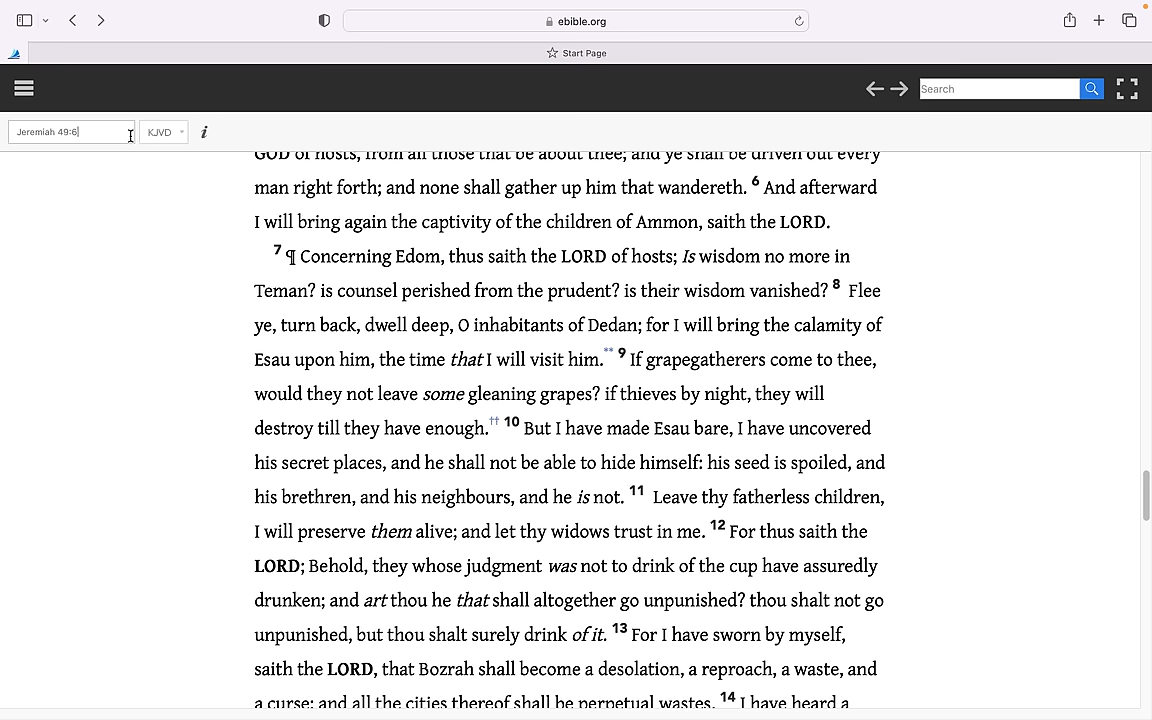 ebible.org
Start Page
Search
Jeremiah 49:6
KJVD
i
GOD of hosts, from all those that be about thee; and ye shall be driven out every
man right forth; and none shall gather up him that wandereth. 6 And afterward
I will bring again the captivity of the children of Ammon, saith the LORD.
7 ¶ Concerning Edom, thus saith the LORD of hosts; Is wisdom no more in
Teman? is counsel perished from the prudent? is their wisdom vanished? 8 Flee
ye, turn back, dwell deep, O inhabitants of Dedan; for I will bring the calamity of
Esau upon him, the time that I will visit him.** 9 If grapegatherers come to thee,
would they not leave some gleaning grapes? if thieves by night, they will
destroy till they have enough.†† 10 But I have made Esau bare, I have uncovered
his secret places, and he shall not be able to hide himself: his seed is spoiled, and
his brethren, and his neighbours, and he is not. 11 Leave thy fatherless children,
I will preserve them alive; and let thy widows trust in me. 12 For thus saith the
LORD; Behold, they whose judgment was not to drink of the cup have assuredly
drunken; and art thou he that shall altogether go unpunished? thou shalt not go
unpunished, but thou shalt surely drink of it. 13 For I have sworn by myself,
saith the LORD, that Bozrah shall become a desolation, a reproach, a waste, and
a curse; and all the cities thereof shall be perpetual wastes. 14 I have heard a